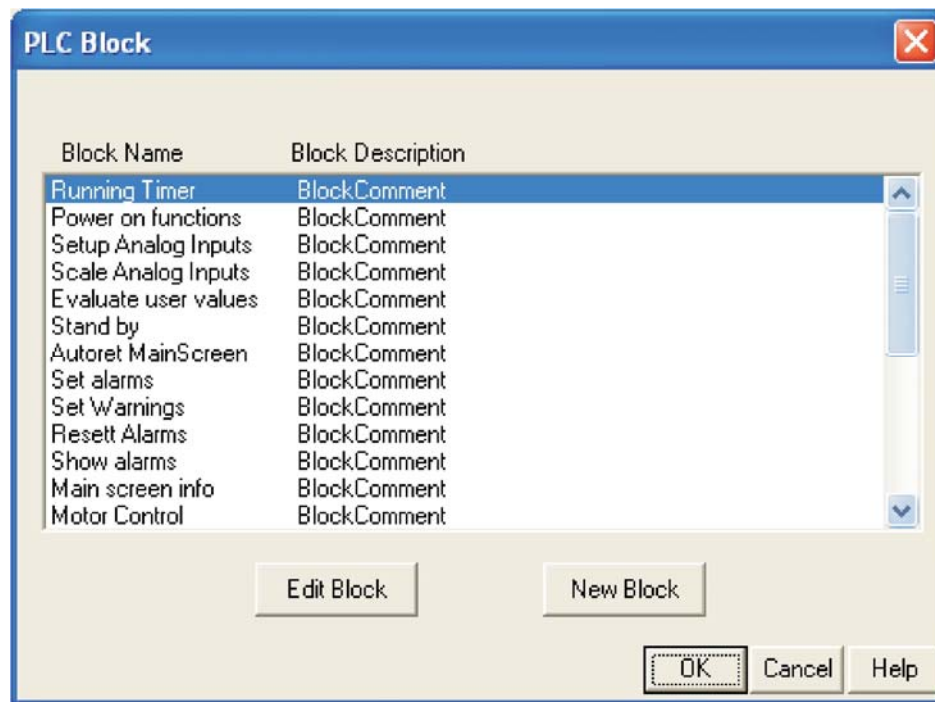 PLC Block
Block Name Block Description
Running Timer BlockComment
Power on functions BlockComment
Setup Analog Inputs BlockComment
Scale Analog Inputs BlockComment
Evaluate user values BlockComment
Stand by BlockComment
Autoret MainScreen BlockComment
Set alarms BlockComment
Set Warnings BlockComment
Resett Alarms BlockComment
Show alarms BlockComment
Main screen info BlockComment
Motor Control BlockComment
Edit Block New Block
OK Cancel Help